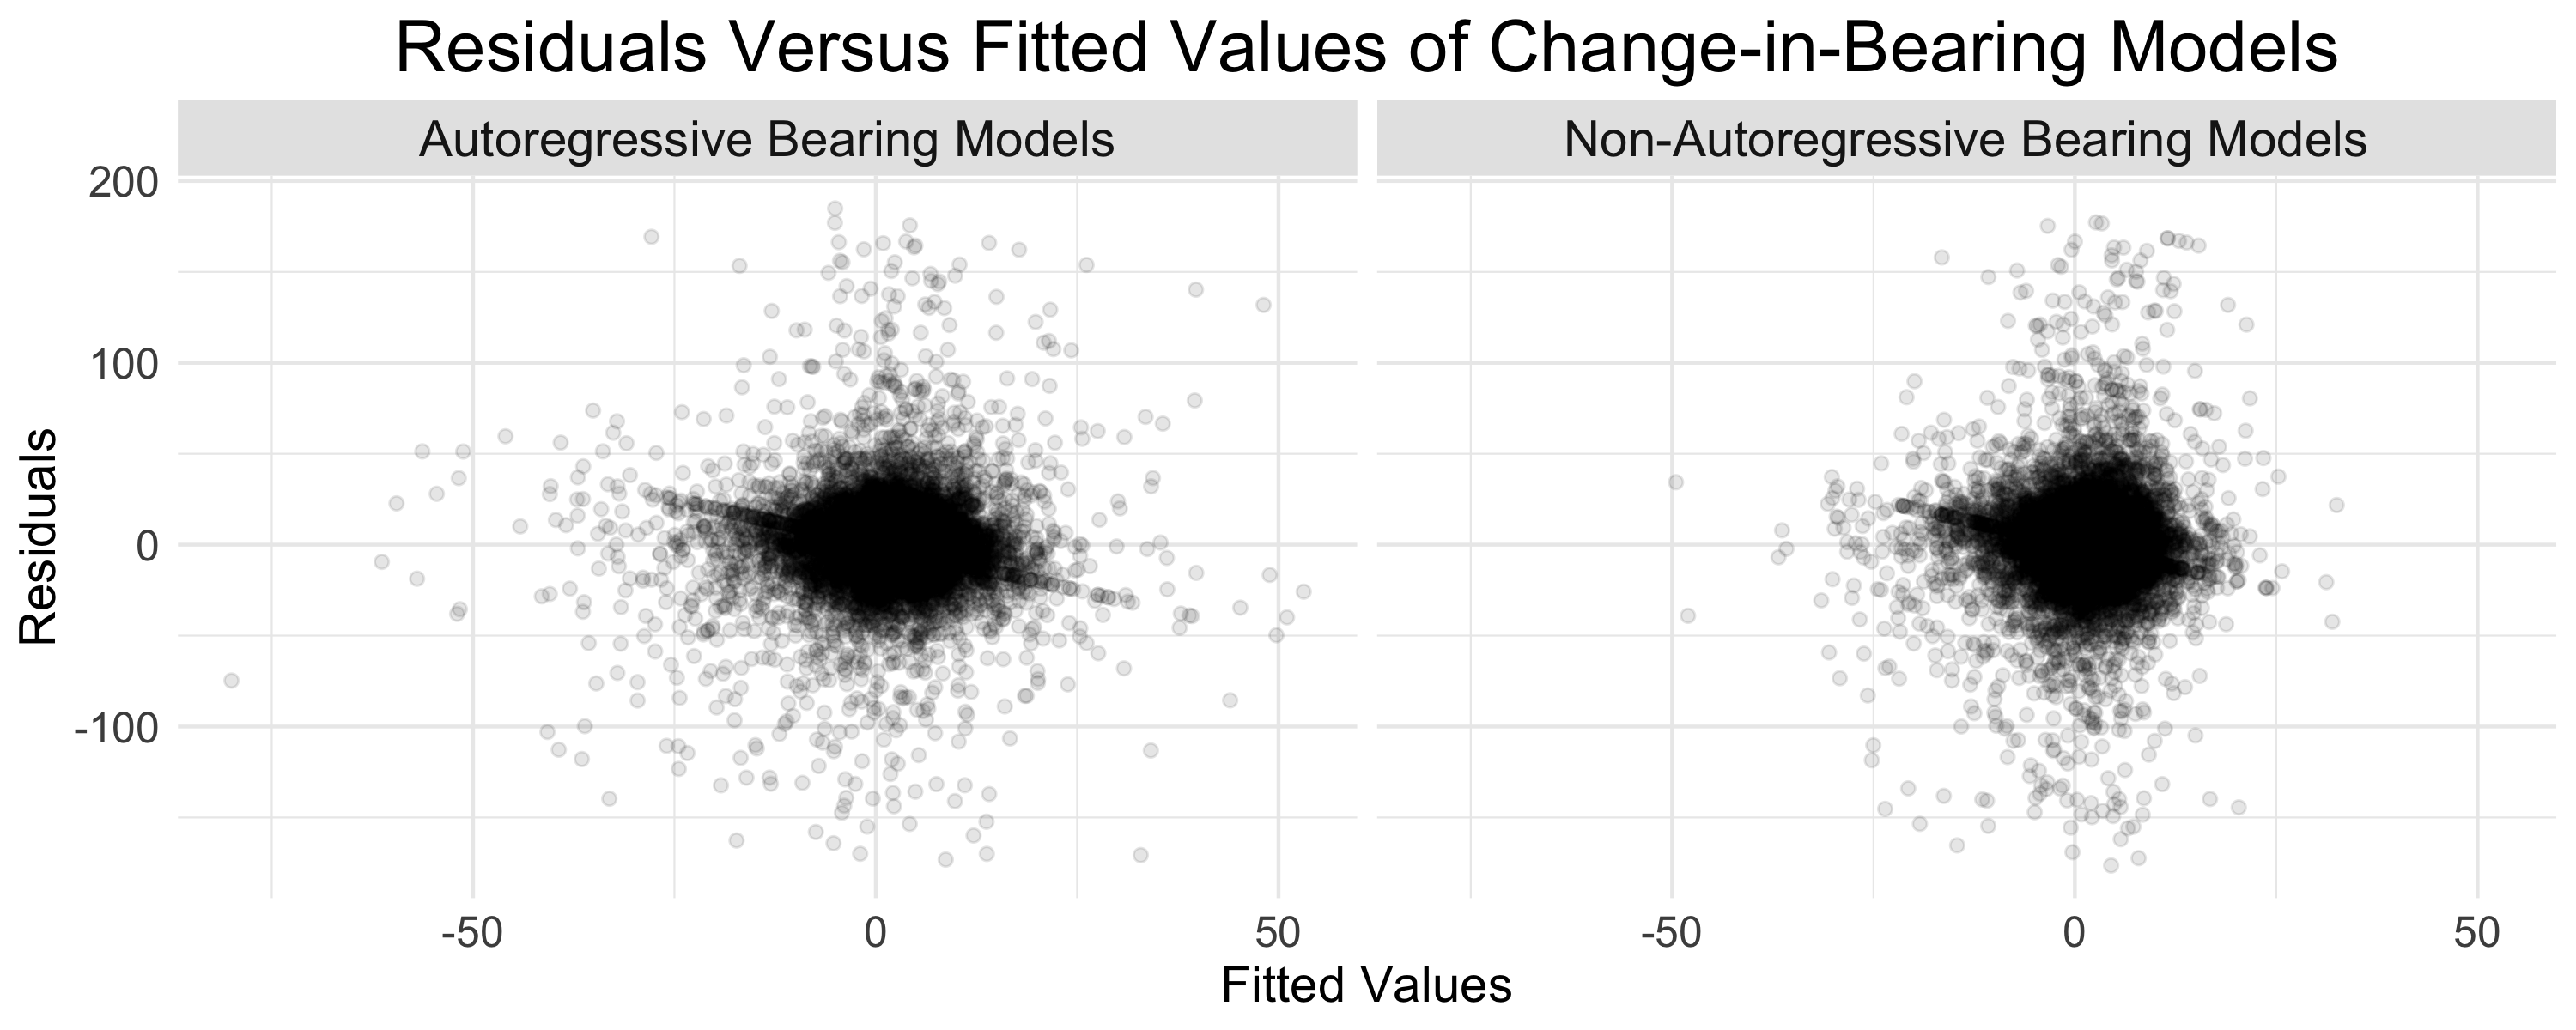 Residuals Versus Fitted Values of Change-in-Bearing Models
Autoregressive Bearing Models
Non-Autoregressive Bearing Models
200
100
0
-100
Residuals
-50
0
50
-50
0
50
Fitted Values